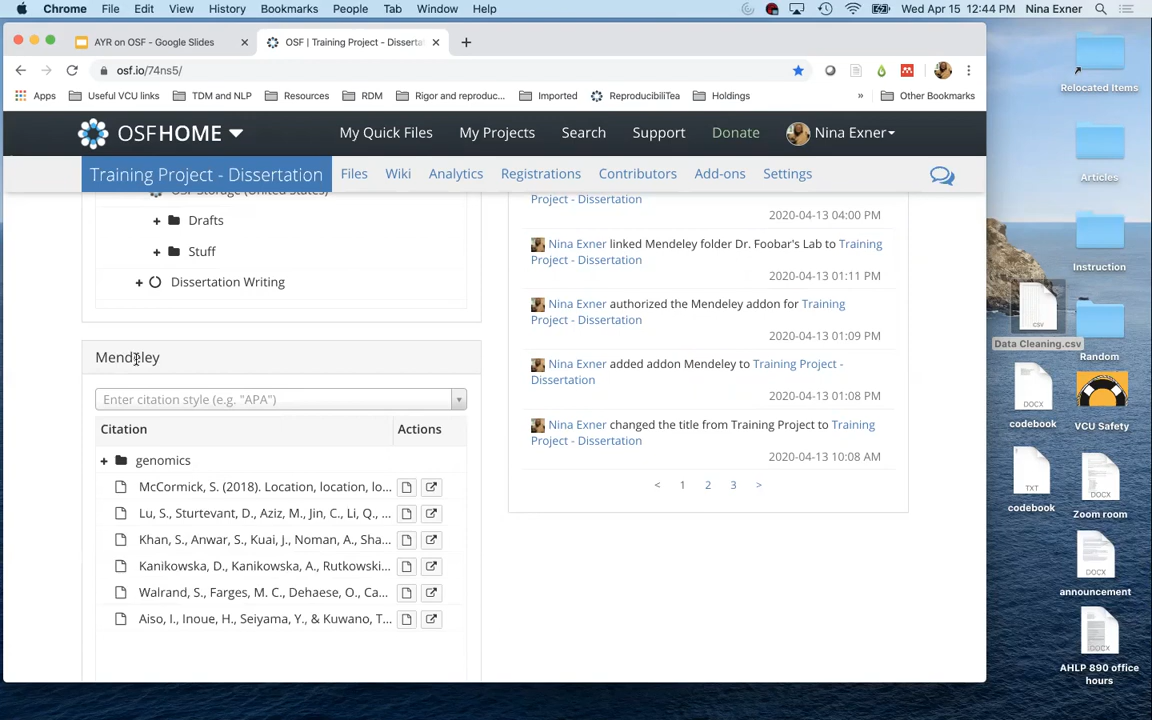 Chrome File Edit View History Bookmarks People Tab Window Help Wed Apr 15 12:44 PM Nina Exner
AYR on OSF - Google Slides
OSF | Training Project - Disserta
osf.io/74ns5/
Apps Useful VCU links TDM and NLP Resources RDM Rigor and reproduc... Imported ReproducibiliTea Holdings » Other Bookmarks
OSFHOME My Quick Files My Projects Search Support Donate Nina Exner
Training Project - Dissertation Files Wiki Analytics Registrations Contributors Add-ons Settings
OSF Storage (United States)
Drafts
Stuff
Dissertation Writing
Mendeley
Enter citation style (e.g. "APA")
Citation Actions
genomics
McCormick, S. (2018). Location, location, lo...
Lu, S., Sturtevant, D., Aziz, M., Jin, C., Li, Q., ...
Khan, S., Anwar, S., Kuai, J., Noman, A., Sha...
Kanikowska, D., Kanikowska, A., Rutkowski...
Walrand, S., Farges, M. C., Dehaese, O., Ca...
Aiso, I., Inoue, H., Seiyama, Y., & Kuwano, T...
Project - Dissertation
2020-04-13 04:00 PM
Nina Exner linked Mendeley folder Dr. Foobar's Lab to Training
Project - Dissertation
2020-04-13 01:11 PM
Nina Exner authorized the Mendeley addon for Training
Project - Dissertation
2020-04-13 01:09 PM
Nina Exner added addon Mendeley to Training Project -
Dissertation
2020-04-13 01:08 PM
Nina Exner changed the title from Training Project to Training
Project - Dissertation
2020-04-13 10:08 AM
< 1 2 3 >
Relocated Items
Articles
Instruction
CSV
Data Cleaning.csv
Random
DOCX
codebook
VCU Safety
TXT
codebook
Zoom room
DOCX
announcement
DOCX
AHLP 890 office
hours